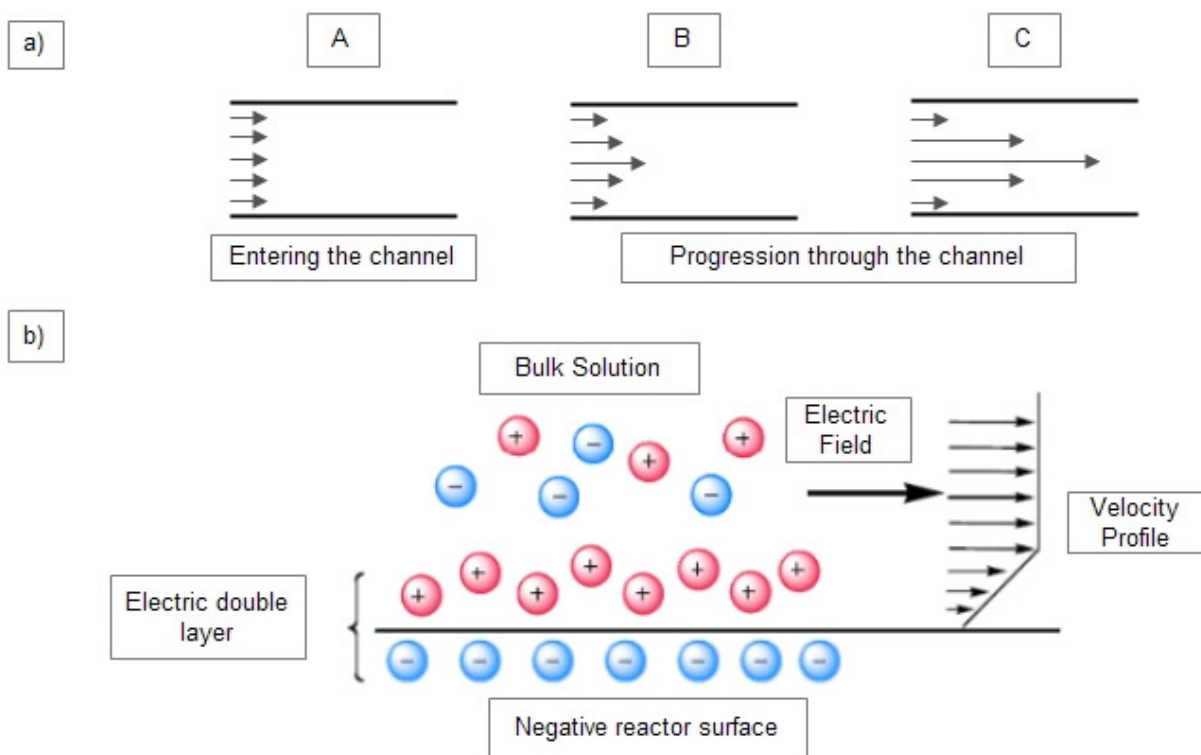 a)
A
B
C
Entering the channel
Progression through the channel
b)
Bulk Solution
Electric
Field
Velocity
Profile
Electric double
layer
Negative reactor surface